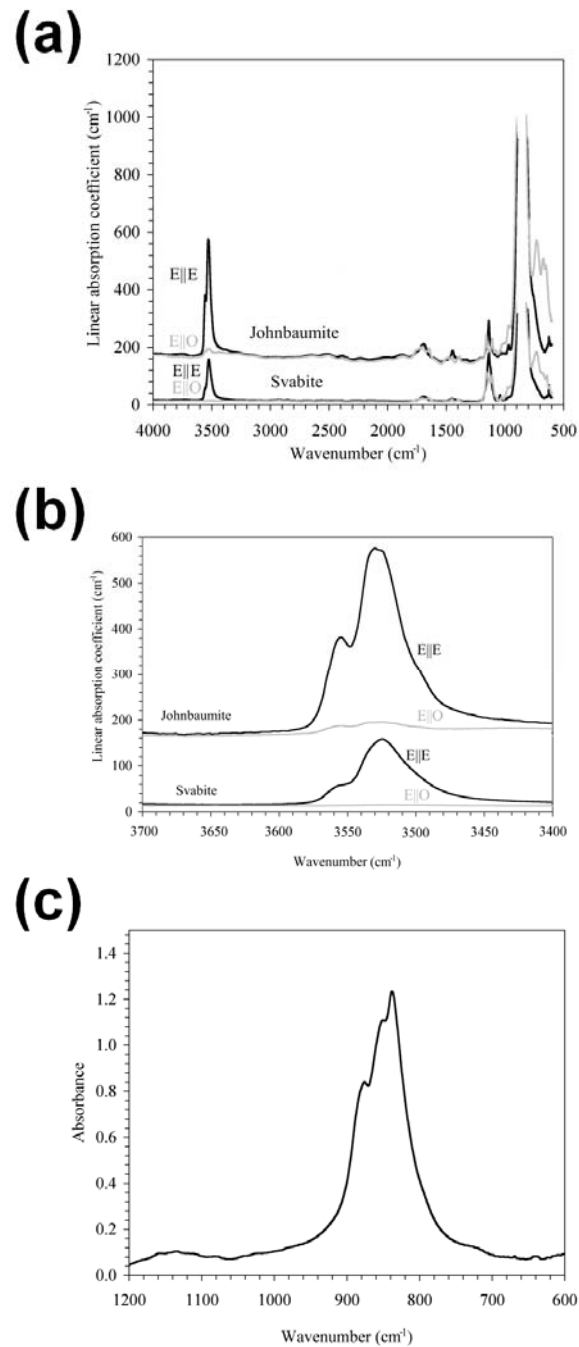 (a)
1200
1000
800
600
400
200
0
Linear absorption coefficient (cm-1)
E||E
E||O
Johnbaumite
E||E
E||O
Svabite
4000 3500 3000 2500 2000 1500 1000 500
Wavenumber (cm-1)
(b)
600
500
400
300
200
100
0
Linear absorption coefficient (cm-1)
E||E
Johnbaumite
E||O
E||E
Svabite
E||O
3700 3650 3600 3550 3500 3450 3400
Wavenumber (cm-1)
(c)
1.4
1.2
1.0
0.8
0.6
0.4
0.2
0.0
Absorbance
1200 1100 1000 900 800 700 600
Wavenumber (cm-1)